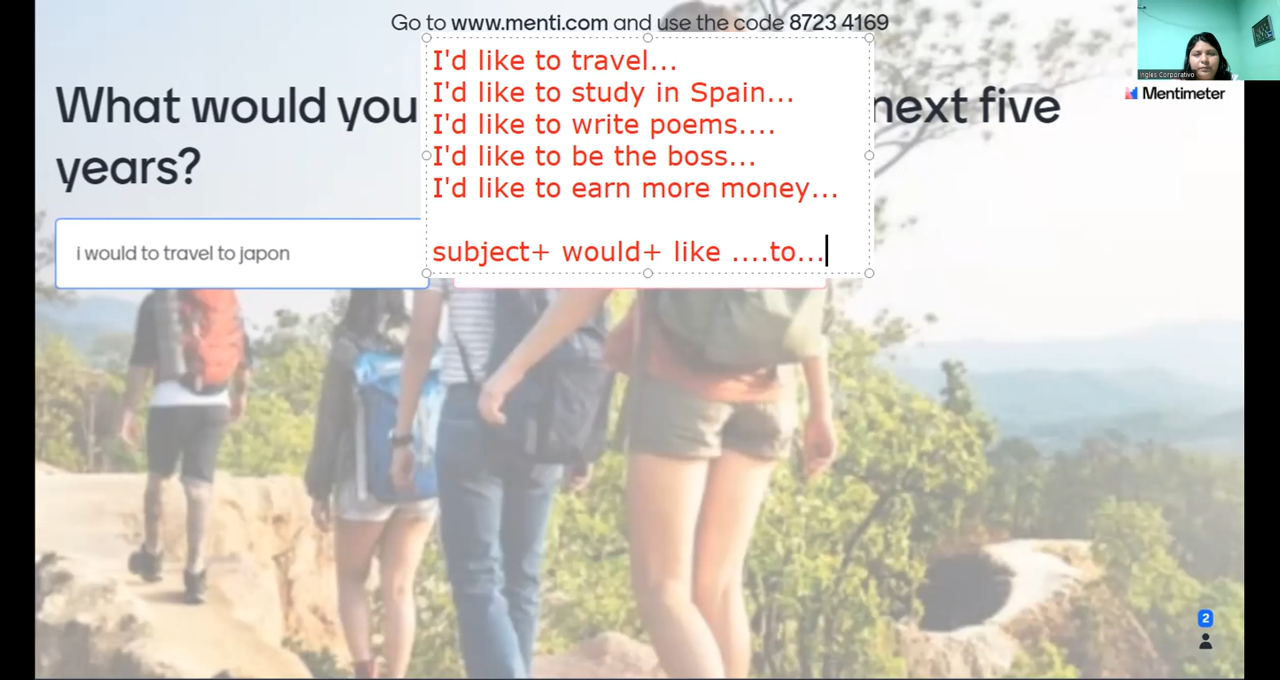 Go to www.menti.com and use the code 8723 4169
Ingles Corporativo
Mentimeter
What would you next five
years?
I'd like to travel...
I'd like to study in Spain...
I'd like to write poems....
I'd like to be the boss...
I'd like to earn more money...
subject+ would+ like ....to...
i would to travel to japon
2